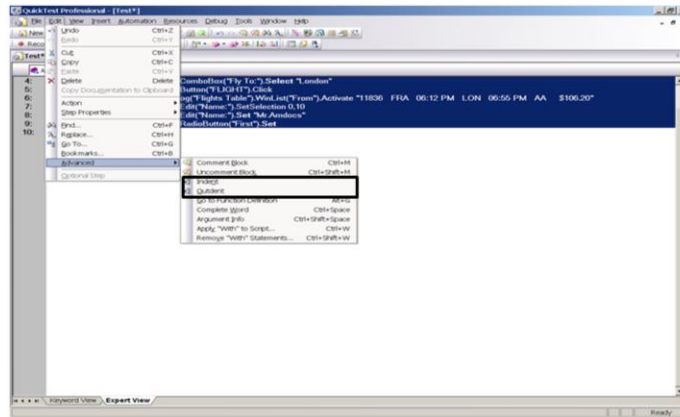 QuickTest Professional - [Test*]
File Edit View Insert Automation Resources Debug Tools Window Help
New
Undo Ctrl+Z
Redo Ctrl+Y
Cut Ctrl+X
Copy Ctrl+C
Paste Ctrl+V
Delete Delete
Copy Documentation to Clipboard
Action
Step Properties
Find... Ctrl+F
Replace... Ctrl+H
Go To... Ctrl+G
Bookmarks... Ctrl+B
Advanced
Optional Step
Test*
4: ComboBox("Fly To:").Select "London"
5: Button("FLIGHT").Click
6: og("Flights Table").WinList("From").Activate "11836 FRA 06:12 PM LON 06:55 PM AA $106.20"
7: Edit("Name:").SetSelection 0,10
8: Edit("Name:").Set "Mr.Amdocs"
9: RadioButton("First").Set
10:
Comment Block Ctrl+M
Uncomment Block Ctrl+Shift+M
Indent
Outdent
Go to Function Definition Alt+G
Complete Word Ctrl+Space
Argument Info Ctrl+Shift+Space
Apply "With" to Script... Ctrl+W
Remove "With" Statements... Ctrl+Shift+W
Keyword View Expert View
Ready